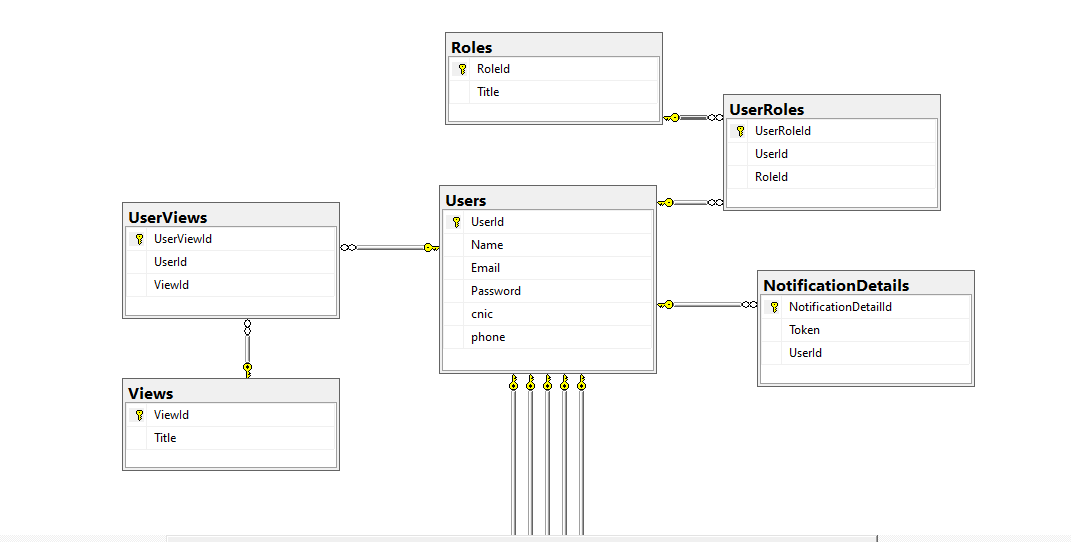 Roles
RoleId
Title
UserRoles
UserRoleId
UserId
RoleId
Users
UserId
Name
Email
Password
cnic
phone
UserViews
UserViewId
UserId
ViewId
NotificationDetails
NotificationDetailId
Token
UserId
Views
ViewId
Title